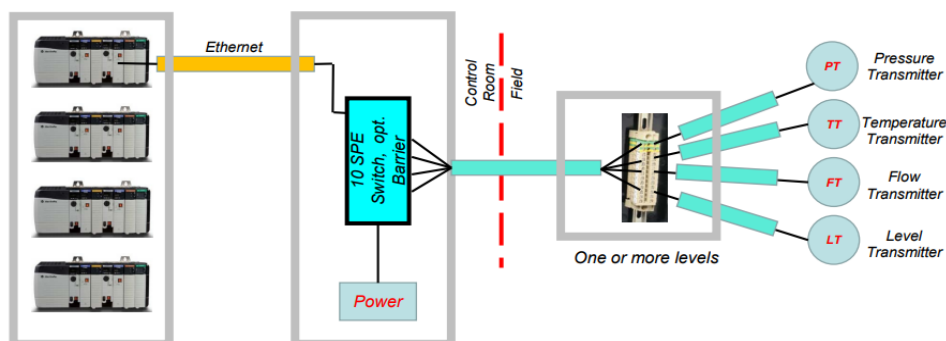 Ethernet
10 SPE
Switch, opt.
Barrier
Power
Control
Room
Field
One or more levels
PT
Pressure
Transmitter
TT
Temperature
Transmitter
FT
Flow
Transmitter
LT
Level
Transmitter